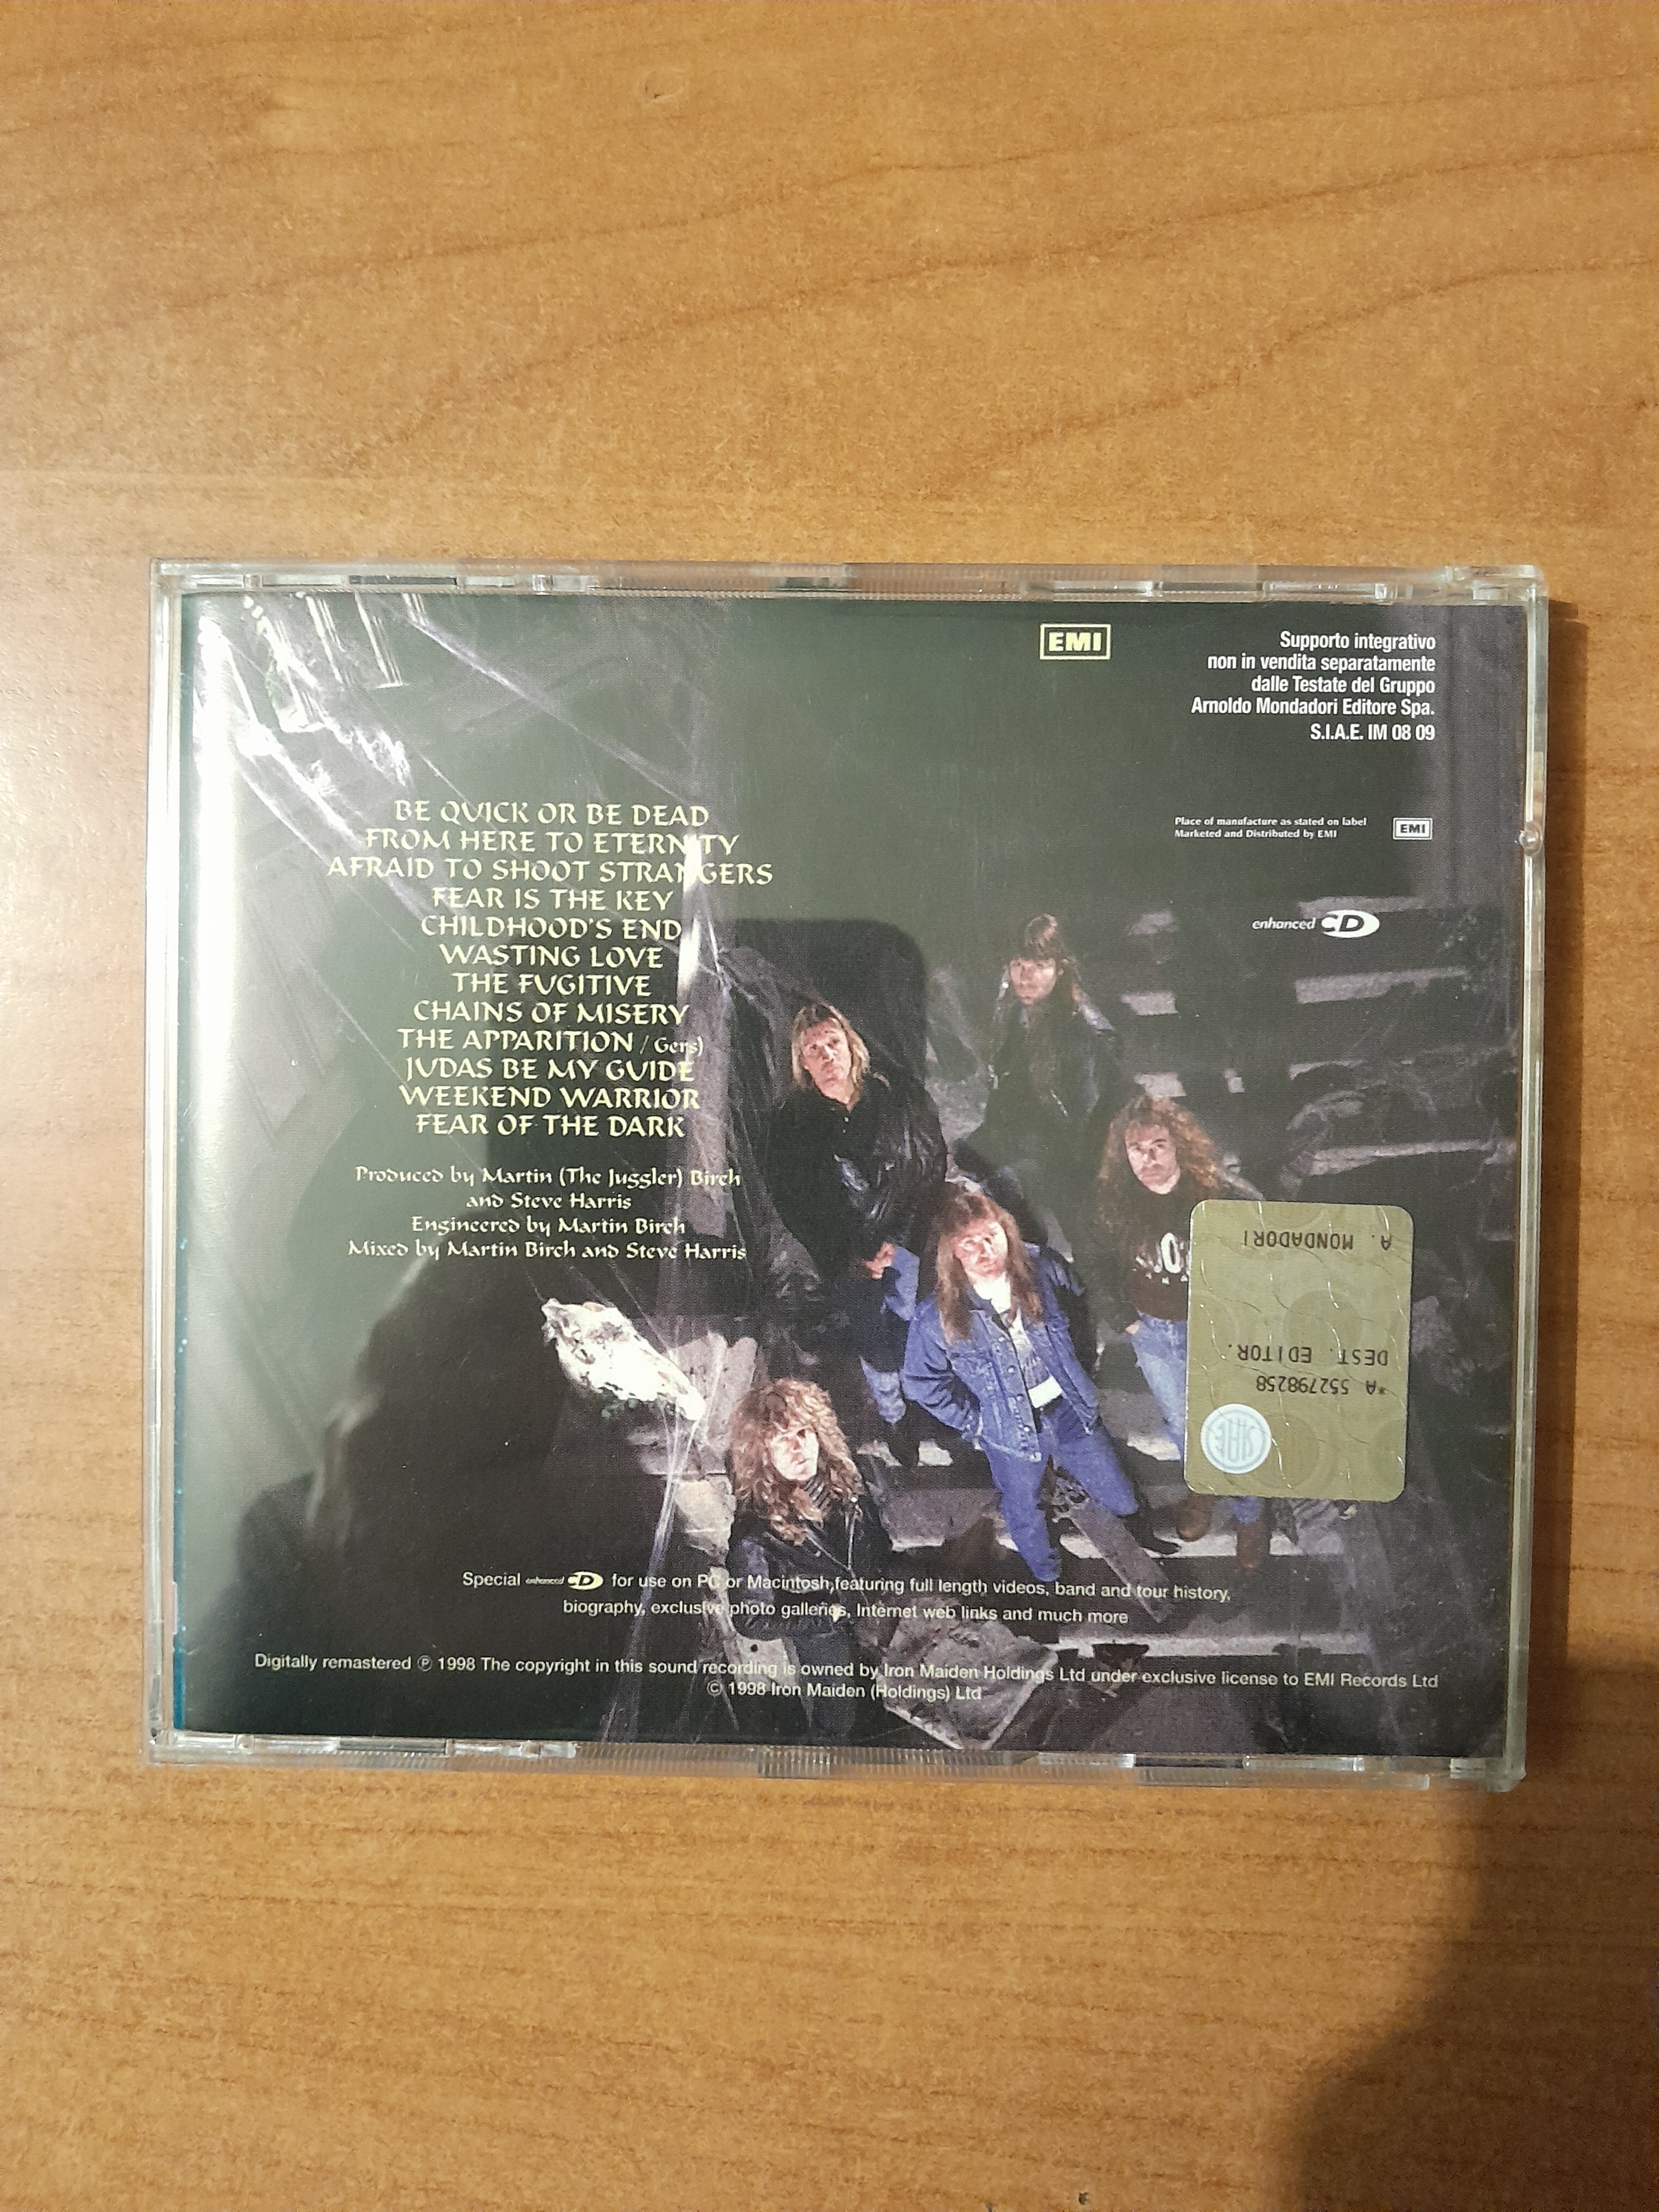 EMI
Supporto integrativo
non in vendita separatamente
dalle Testate del Gruppo
Arnoldo Mondadori Editore Spa.
S.I.A.E. IM 08 09
Place of manufacture as stated on label
Marketed and Distributed by EMI
EMI
enhanced CD
BE QUICK OR BE DEAD
FROM HERE TO ETERNITY
AFRAID TO SHOOT STRANGERS
FEAR IS THE KEY
CHILDHOOD'S END
WASTING LOVE
THE FUGITIVE
CHAINS OF MISERY
THE APPARITION / Gers)
JUDAS BE MY GUIDE
WEEKEND WARRIOR
FEAR OF THE DARK
Produced by Martin (The Juggler) Birch
and Steve Harris
Engineered by Martin Birch
Mixed by Martin Birch and Steve Harris
A. MONDADORI
DEST. EDITOR.
*A 552798258
SIAE
Special enhanced CD for use on PC or Macintosh,featuring full length videos, band and tour history,
biography, exclusive photo galleries, Internet web links and much more
Digitally remastered ℗ 1998 The copyright in this sound recording is owned by Iron Maiden Holdings Ltd under exclusive license to EMI Records Ltd
© 1998 Iron Maiden (Holdings) Ltd